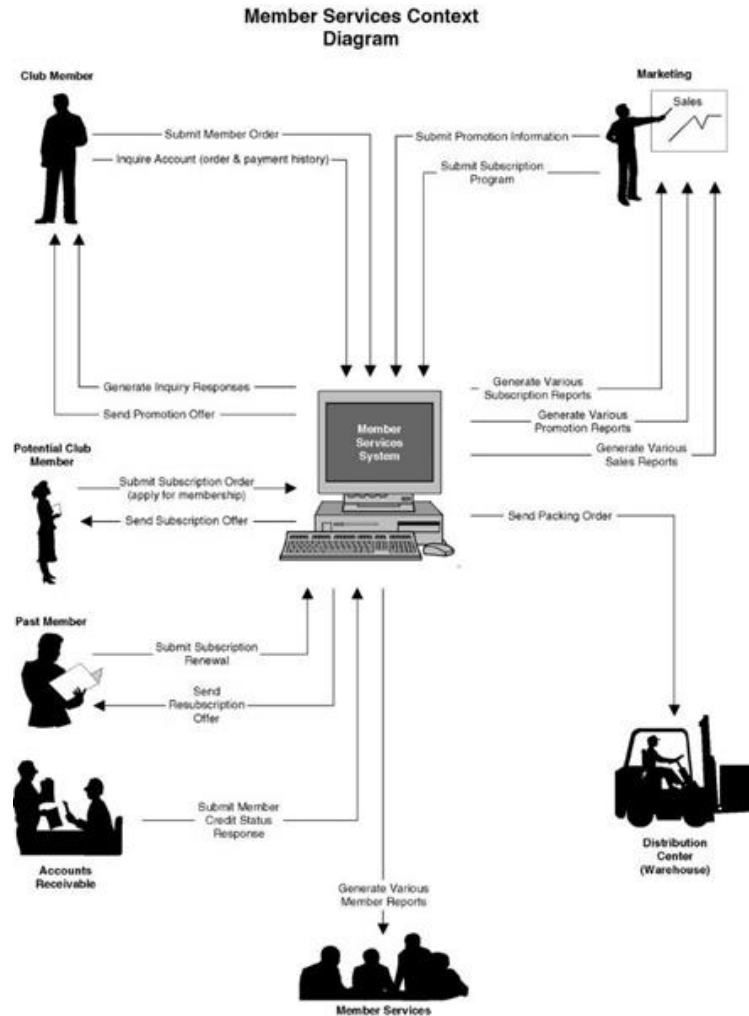 Member Services Context
Diagram
Club Member
Marketing
Sales
Submit Member Order
Submit Promotion Information
Inquire Account (order & payment history)
Submit Subscription
Program
Generate Inquiry Responses
Generate Various
Subscription Reports
Send Promotion Offer
Generate Various
Promotion Reports
Member
Services
System
Generate Various
Sales Reports
Potential Club
Member
Submit Subscription Order
(apply for membership)
Send Subscription Offer
Send Packing Order
Past Member
Submit Subscription
Renewal
Send
Resubscription
Offer
Submit Member
Credit Status
Response
Accounts
Receivable
Distribution
Center
(Warehouse)
Generate Various
Member Reports
Member Services